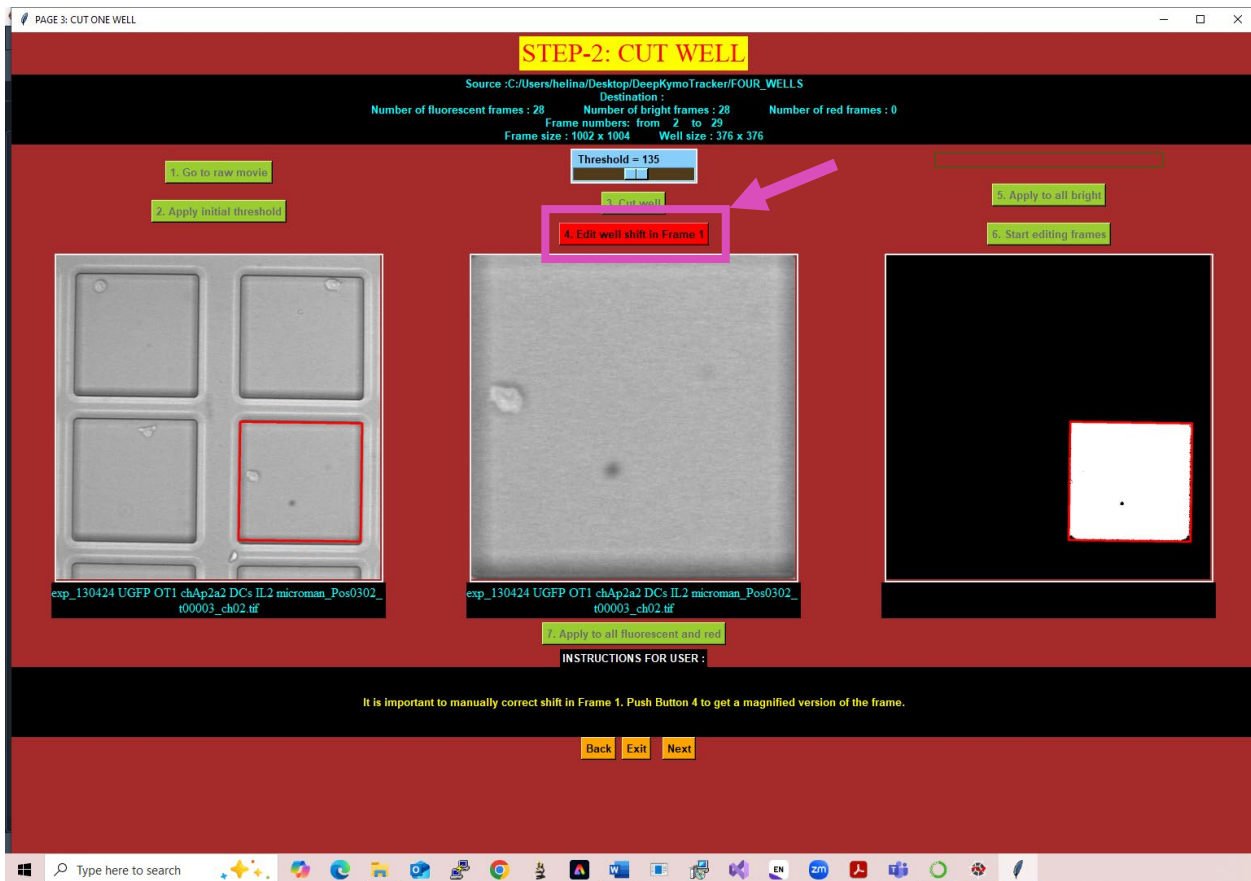 PAGE 3: CUT ONE WELL
STEP-2: CUT WELL
Source :C:/Users/helina/Desktop/DeepKymoTracker/FOUR_WELLS
Destination :
Number of fluorescent frames : 28 Number of bright frames : 28 Number of red frames : 0
Frame numbers: from 2 to 29
Frame size : 1002 x 1004 Well size : 376 x 376
Threshold = 135
1. Go to raw movie
2. Apply initial threshold
3. Cut well
4. Edit well shift in Frame 1
5. Apply to all bright
6. Start editing frames
exp_130424 UGFP OT1 chAp2a2 DCs IL2 microman_Pos0302_
t00003_ch02.tif
exp_130424 UGFP OT1 chAp2a2 DCs IL2 microman_Pos0302_
t00003_ch02.tif
7. Apply to all fluorescent and red
INSTRUCTIONS FOR USER :
It is important to manually correct shift in Frame 1. Push Button 4 to get a magnified version of the frame.
Back Exit Next
Type here to search
EN
zm